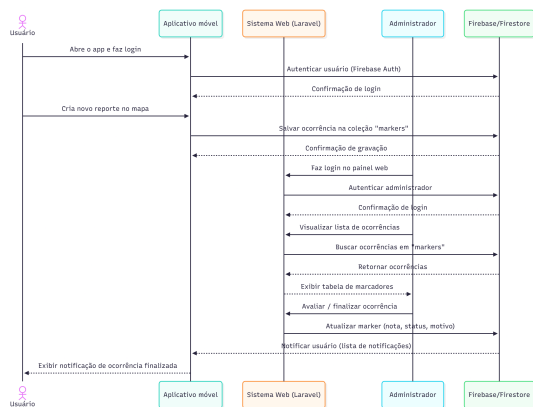 Usuário
Aplicativo móvel
Sistema Web (Laravel)
Administrador
Firebase/Firestore
Abre o app e faz login
Autenticar usuário (Firebase Auth)
Confirmação de login
Cria novo reporte no mapa
Salvar ocorrência na coleção "markers"
Confirmação de gravação
Faz login no painel web
Autenticar administrador
Confirmação de login
Visualizar lista de ocorrências
Buscar ocorrências em "markers"
Retornar ocorrências
Exibir tabela de marcadores
Avaliar / finalizar ocorrência
Atualizar marker (nota, status, motivo)
Notificar usuário (lista de notificações)
Exibir notificação de ocorrência finalizada
Usuário
Aplicativo móvel
Sistema Web (Laravel)
Administrador
Firebase/Firestore